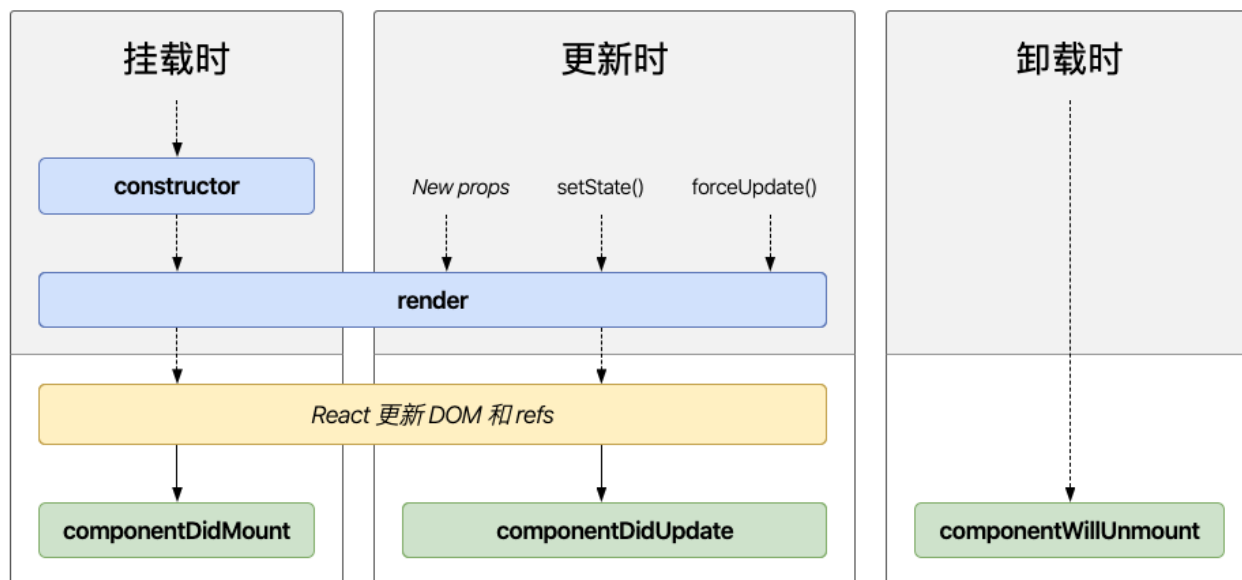 挂载时
更新时
卸载时
constructor
New props
setState()
forceUpdate()
render
React 更新 DOM 和 refs
componentDidMount
componentDidUpdate
componentWillUnmount